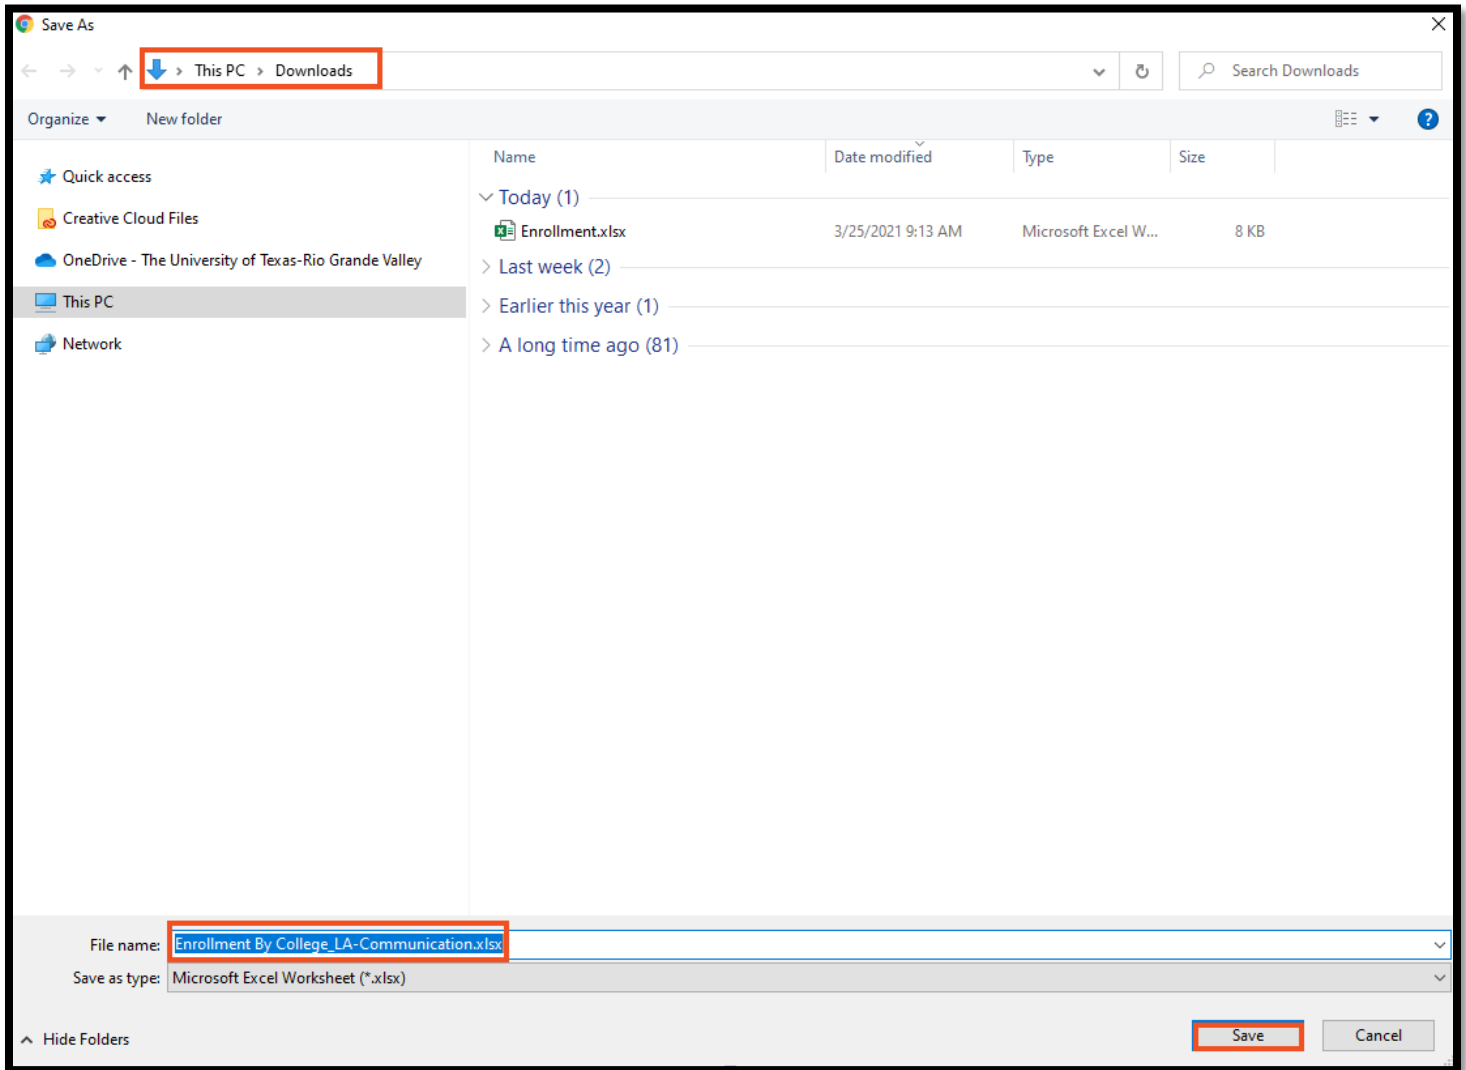 Save As
This PC > Downloads
Search Downloads
Organize
New folder
?
Quick access
Creative Cloud Files
OneDrive - The University of Texas-Rio Grande Valley
This PC
Network
Name Date modified Type Size
Today (1)
Enrollment.xlsx 3/25/2021 9:13 AM Microsoft Excel W... 8 KB
Last week (2)
Earlier this year (1)
A long time ago (81)
File name: Enrollment By College_LA-Communication.xlsx
Save as type: Microsoft Excel Worksheet (*.xlsx)
Hide Folders
Save
Cancel